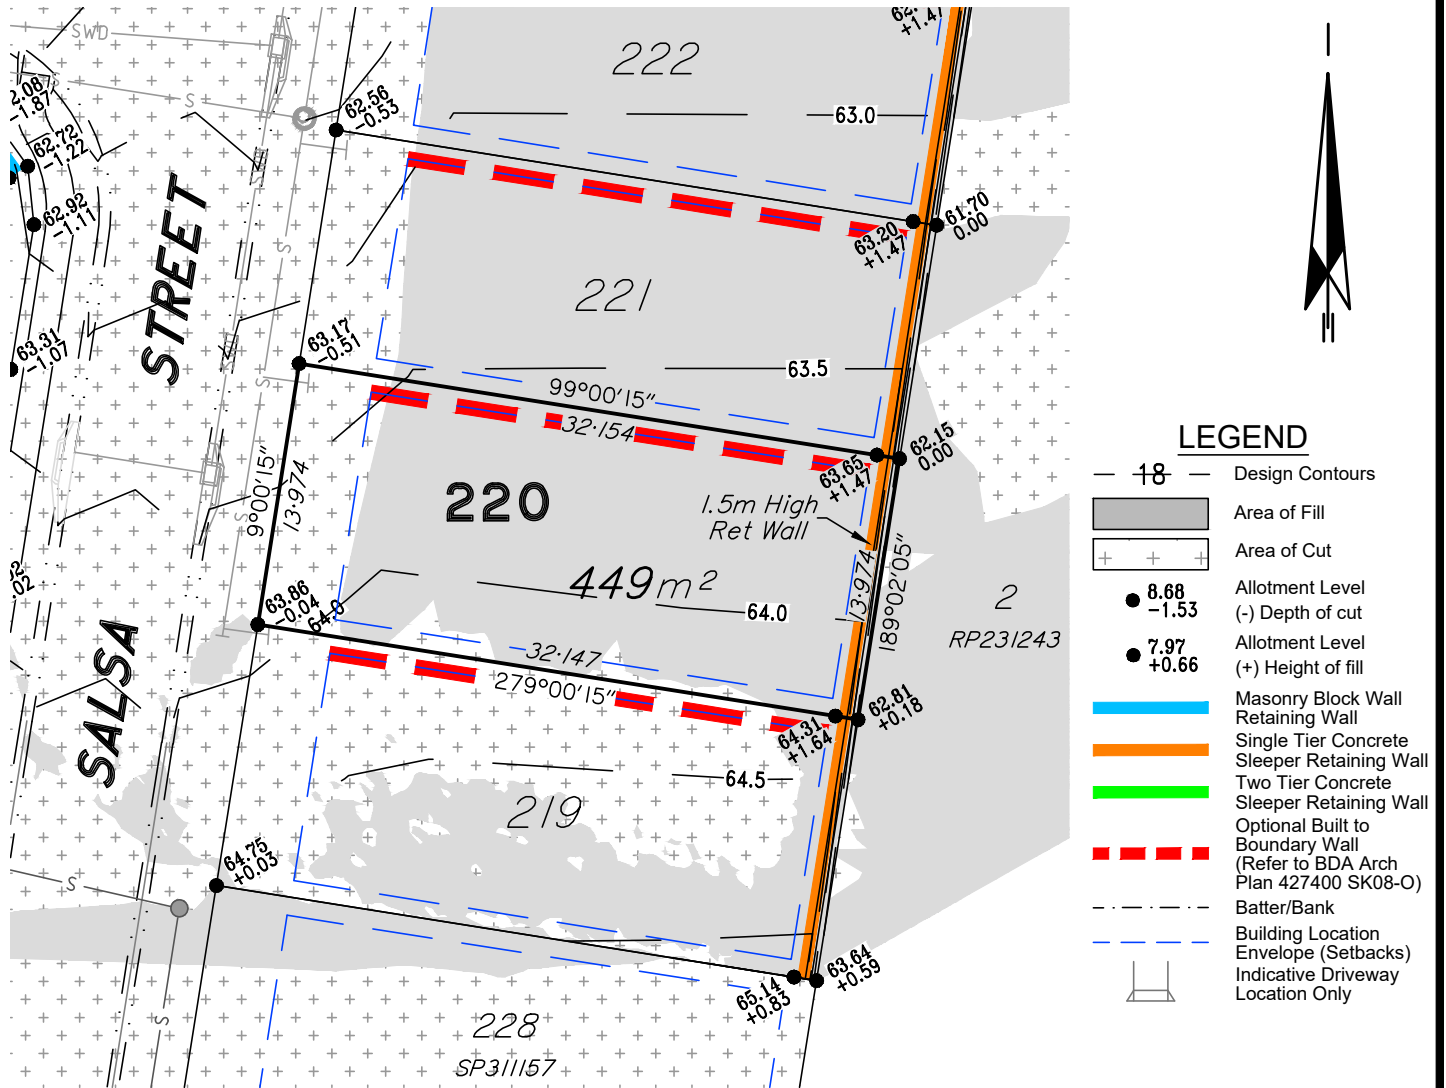 SWD
S
S
2.08
-1.87
62.72
-1.22
62.92
-1.11
63.31
-1.07
.02
STREET
SALSA
62.56
-0.53
+1.47
222
63.0
61.70
0.00
63.20
+1.47
S
S
221
63.17
-0.51
63.5
S
99°00'15"
32·154
62.15
0.00
63.65
+1.47
9°00'15"
13·974
S
220
1.5m High
Ret Wall
449m²
64.0
64.0
63.86
-0.04
13·974
189°02'05"
2
RP231243
32·147
279°00'15"
62.81
+0.18
64.31
+1.64
64.5
219
64.75
+0.03
S
S
65.14
+0.83
63.64
+0.59
228
SP311157
LEGEND
18 Design Contours
Area of Fill
Area of Cut
8.68 Allotment Level
-1.53 (-) Depth of cut
7.97 Allotment Level
+0.66 (+) Height of fill
Masonry Block Wall
Retaining Wall
Single Tier Concrete
Sleeper Retaining Wall
Two Tier Concrete
Sleeper Retaining Wall
Optional Built to
Boundary Wall
(Refer to BDA Arch
Plan 427400 SK08-O)
Batter/Bank
Building Location
Envelope (Setbacks)
Indicative Driveway
Location Only